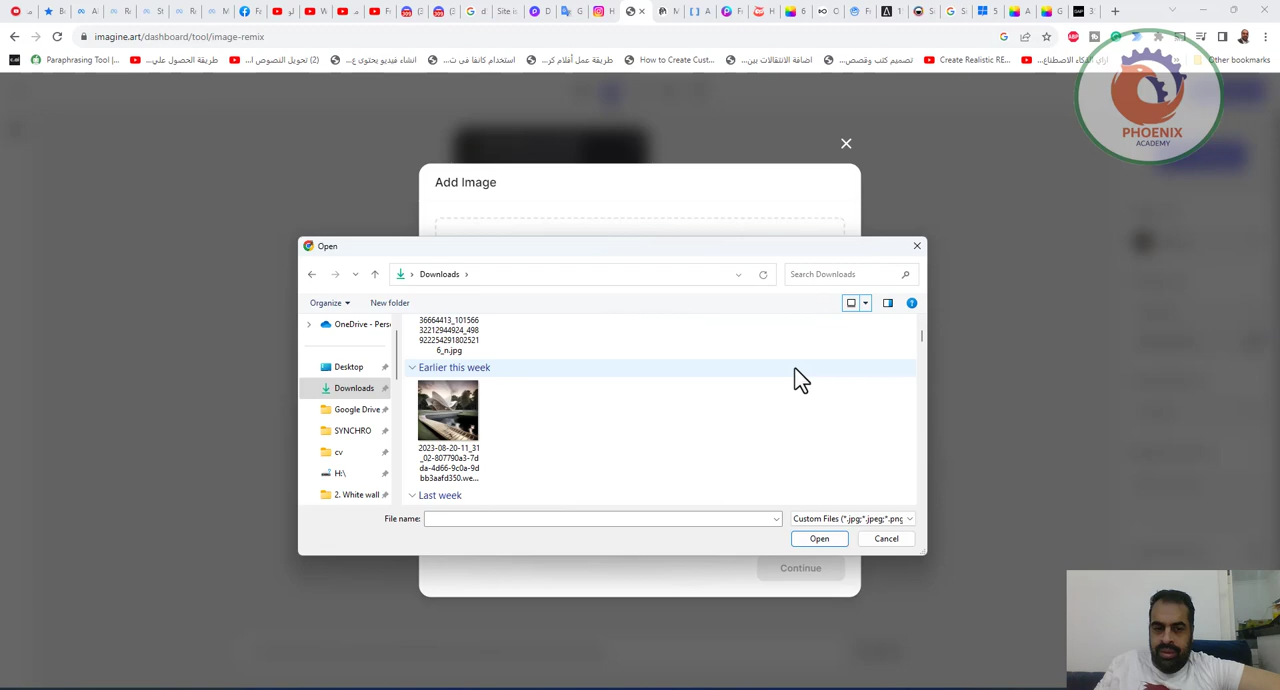 Site is
imagine.art/dashboard/tool/image-remix
Paraphrasing Tool |...
طريقة الحصول علي...
(2) تحويل النصوص ا...
انشاء فيديو يحتوي ع...
استخدام كانفا في ت...
طريقة عمل أفلام كر...
How to Create Cust...
اضافة الانتقالات بين...
تصميم كتب وقصص...
Create Realistic RE...
»
Other bookmarks
PHOENIX
ACADEMY
Add Image
Open
Downloads
Search Downloads
Organize
New folder
OneDrive - Pers
Desktop
Downloads
Google Drive
SYNCHRO
cv
H:\
2. White wall
36664413_101566
32212944924_498
922254291802521
6_n.jpg
Earlier this week
2023-08-20-11_31
_02-807790a3-7d
da-4d66-9c0a-9d
bb3aafd350.we...
Last week
File name:
Custom Files (*.jpg;*.jpeg;*.png
Open
Cancel
Continue